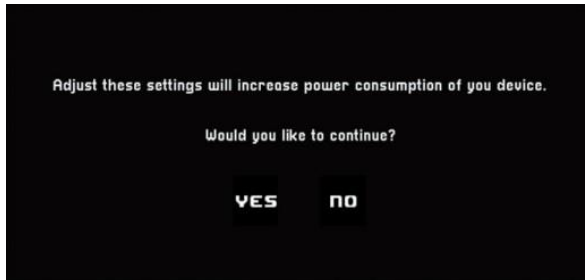 Adjust these settings will increase power consumption of you device.
Would you like to continue?
YES NO